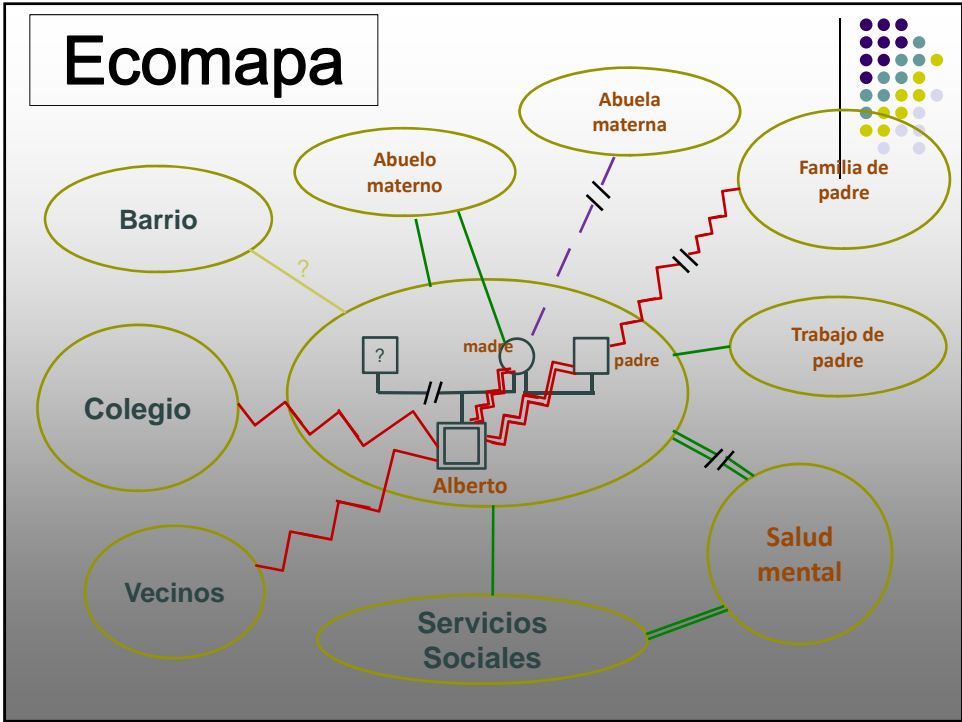 Ecomapa
Abuela
materna
Abuelo
materno
Familia de
padre
Barrio
?
Trabajo de
padre
?
madre
padre
Colegio
Alberto
Salud
mental
Vecinos
Servicios
Sociales